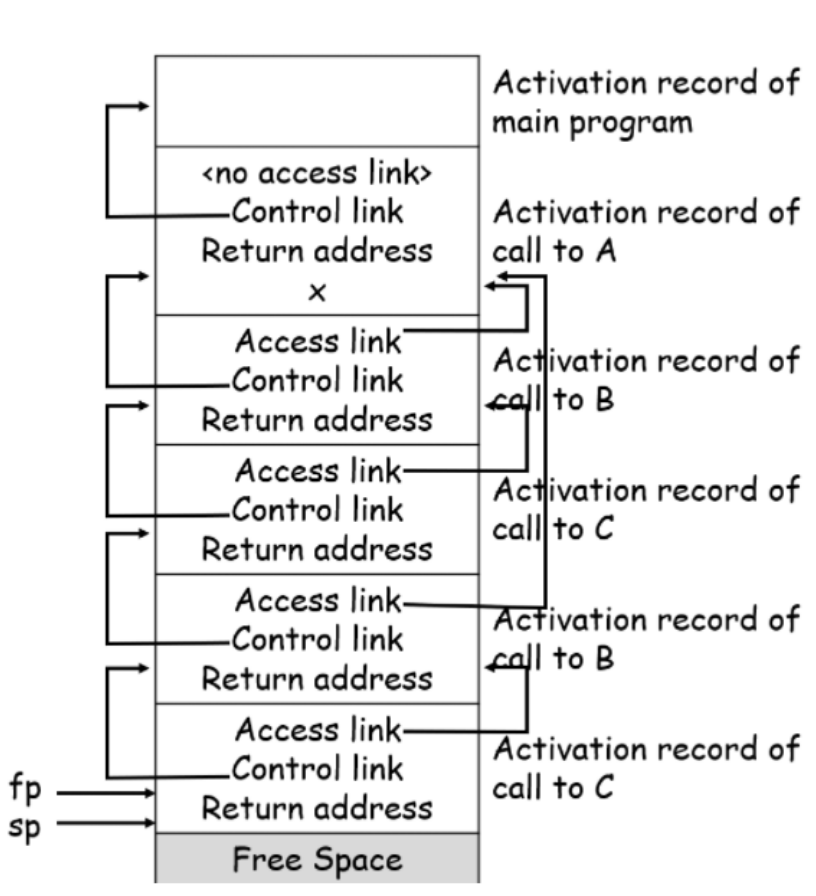 Activation record of
main program
<no access link>
Control link
Return address
x
Activation record of
call to A
Access link
Control link
Return address
Activation record of
call to B
Access link
Control link
Return address
Activation record of
call to C
Access link
Control link
Return address
Activation record of
call to B
Access link
Control link
Return address
Activation record of
call to C
fp
sp
Free Space